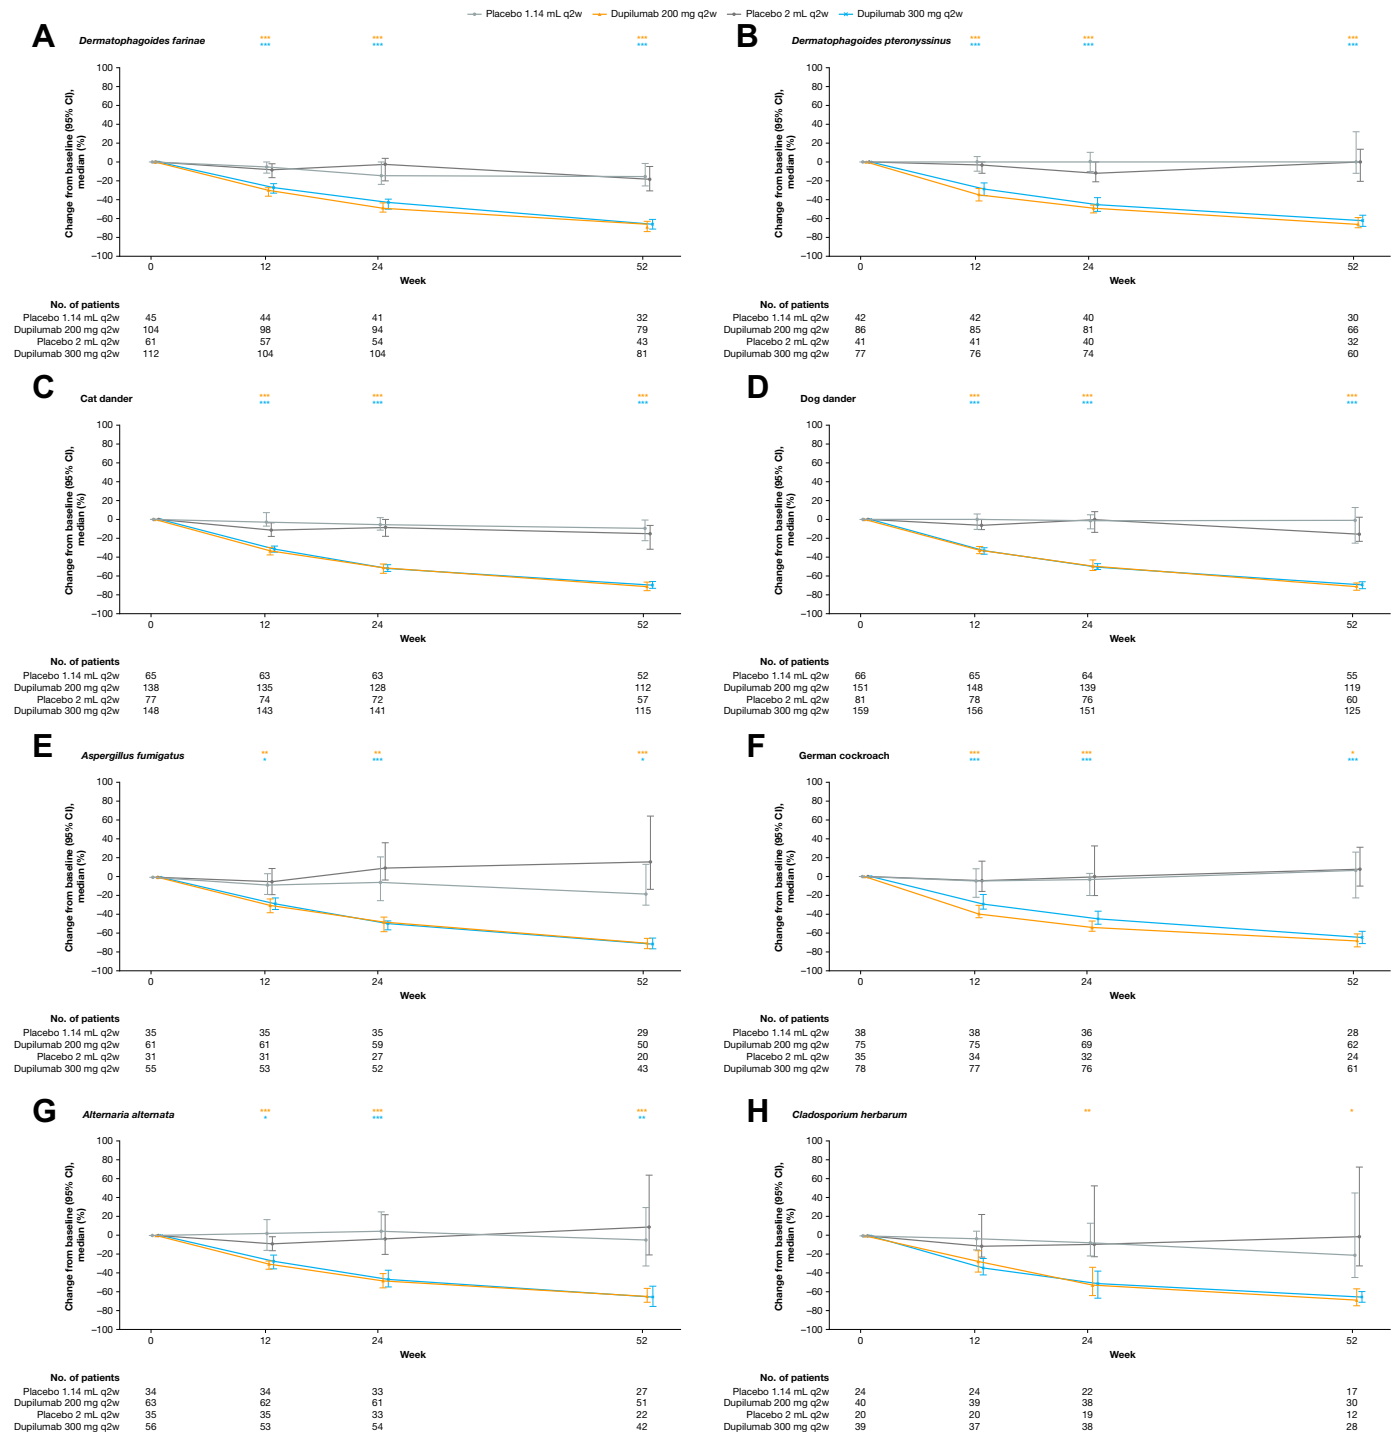 Placebo 1.14 mL q2w Dupilumab 200 mg q2w Placebo 2 mL q2w Dupilumab 300 mg q2w
A Dermatophagoides farinae *** *** ***
*** *** ***
Change from baseline (95% CI), median (%)
100
80
60
40
20
0
−20
−40
−60
−80
−100
0 12 24 52
Week
No. of patients
Placebo 1.14 mL q2w 45 44 41 32
Dupilumab 200 mg q2w 104 98 94 79
Placebo 2 mL q2w 61 57 54 43
Dupilumab 300 mg q2w 112 104 104 81
B Dermatophagoides pteronyssinus *** *** ***
*** *** ***
Change from baseline (95% CI), median (%)
100
80
60
40
20
0
−20
−40
−60
−80
−100
0 12 24 52
Week
No. of patients
Placebo 1.14 mL q2w 42 42 40 30
Dupilumab 200 mg q2w 86 85 81 66
Placebo 2 mL q2w 41 41 40 32
Dupilumab 300 mg q2w 77 76 74 60
C Cat dander *** *** ***
*** *** ***
Change from baseline (95% CI), median (%)
100
80
60
40
20
0
−20
−40
−60
−80
−100
0 12 24 52
Week
No. of patients
Placebo 1.14 mL q2w 65 63 63 52
Dupilumab 200 mg q2w 138 135 128 112
Placebo 2 mL q2w 77 74 72 57
Dupilumab 300 mg q2w 148 143 141 115
D Dog dander *** *** ***
*** *** ***
Change from baseline (95% CI), median (%)
100
80
60
40
20
0
−20
−40
−60
−80
−100
0 12 24 52
Week
No. of patients
Placebo 1.14 mL q2w 66 65 64 55
Dupilumab 200 mg q2w 151 148 139 119
Placebo 2 mL q2w 81 78 76 60
Dupilumab 300 mg q2w 159 156 151 125
E Aspergillus fumigatus ** ** ***
* *** *
Change from baseline (95% CI), median (%)
100
80
60
40
20
0
−20
−40
−60
−80
−100
0 12 24 52
Week
No. of patients
Placebo 1.14 mL q2w 35 35 35 29
Dupilumab 200 mg q2w 61 61 59 50
Placebo 2 mL q2w 31 31 27 20
Dupilumab 300 mg q2w 55 53 52 43
F German cockroach *** *** *
*** *** ***
Change from baseline (95% CI), median (%)
100
80
60
40
20
0
−20
−40
−60
−80
−100
0 12 24 52
Week
No. of patients
Placebo 1.14 mL q2w 38 38 36 28
Dupilumab 200 mg q2w 75 75 69 62
Placebo 2 mL q2w 35 34 32 24
Dupilumab 300 mg q2w 78 77 76 61
G Alternaria alternata *** *** ***
* *** **
Change from baseline (95% CI), median (%)
100
80
60
40
20
0
−20
−40
−60
−80
−100
0 12 24 52
Week
No. of patients
Placebo 1.14 mL q2w 34 34 33 27
Dupilumab 200 mg q2w 63 62 61 51
Placebo 2 mL q2w 35 35 33 22
Dupilumab 300 mg q2w 56 53 54 42
H Cladosporium herbarum ** *
Change from baseline (95% CI), median (%)
100
80
60
40
20
0
−20
−40
−60
−80
−100
0 12 24 52
Week
No. of patients
Placebo 1.14 mL q2w 24 24 22 17
Dupilumab 200 mg q2w 40 39 38 30
Placebo 2 mL q2w 20 20 19 12
Dupilumab 300 mg q2w 39 37 38 28